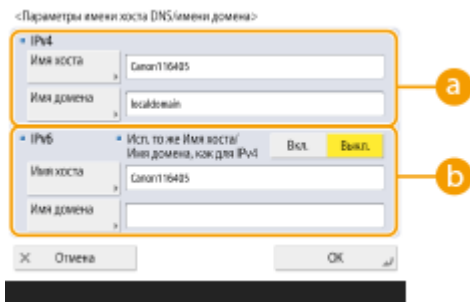 <Параметры имени хоста DNS/имени домена>
IPv4
Имя хоста
Canon116405
Имя домена
localdomain
a
IPv6
Исп. то же Имя хоста/
Имя домена, как для IPv4
Вкл.
Выкл.
Имя хоста
Canon116405
Имя домена
b
Отмена
OK